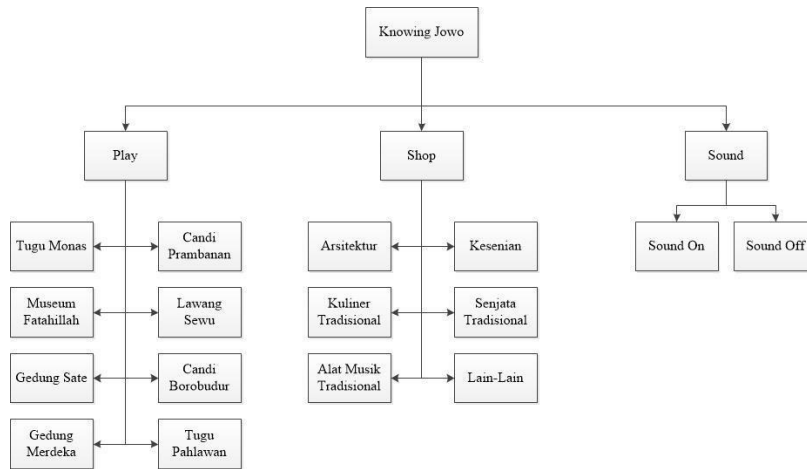 Knowing Jowo
Play
Shop
Sound
Tugu Monas
Candi
Prambanan
Arsitektur
Kesenian
Sound On
Sound Off
Museum
Fatahillah
Lawang
Sewu
Kuliner
Tradisional
Senjata
Tradisional
Gedung Sate
Candi
Borobudur
Alat Musik
Tradisional
Lain-Lain
Gedung
Merdeka
Tugu
Pahlawan